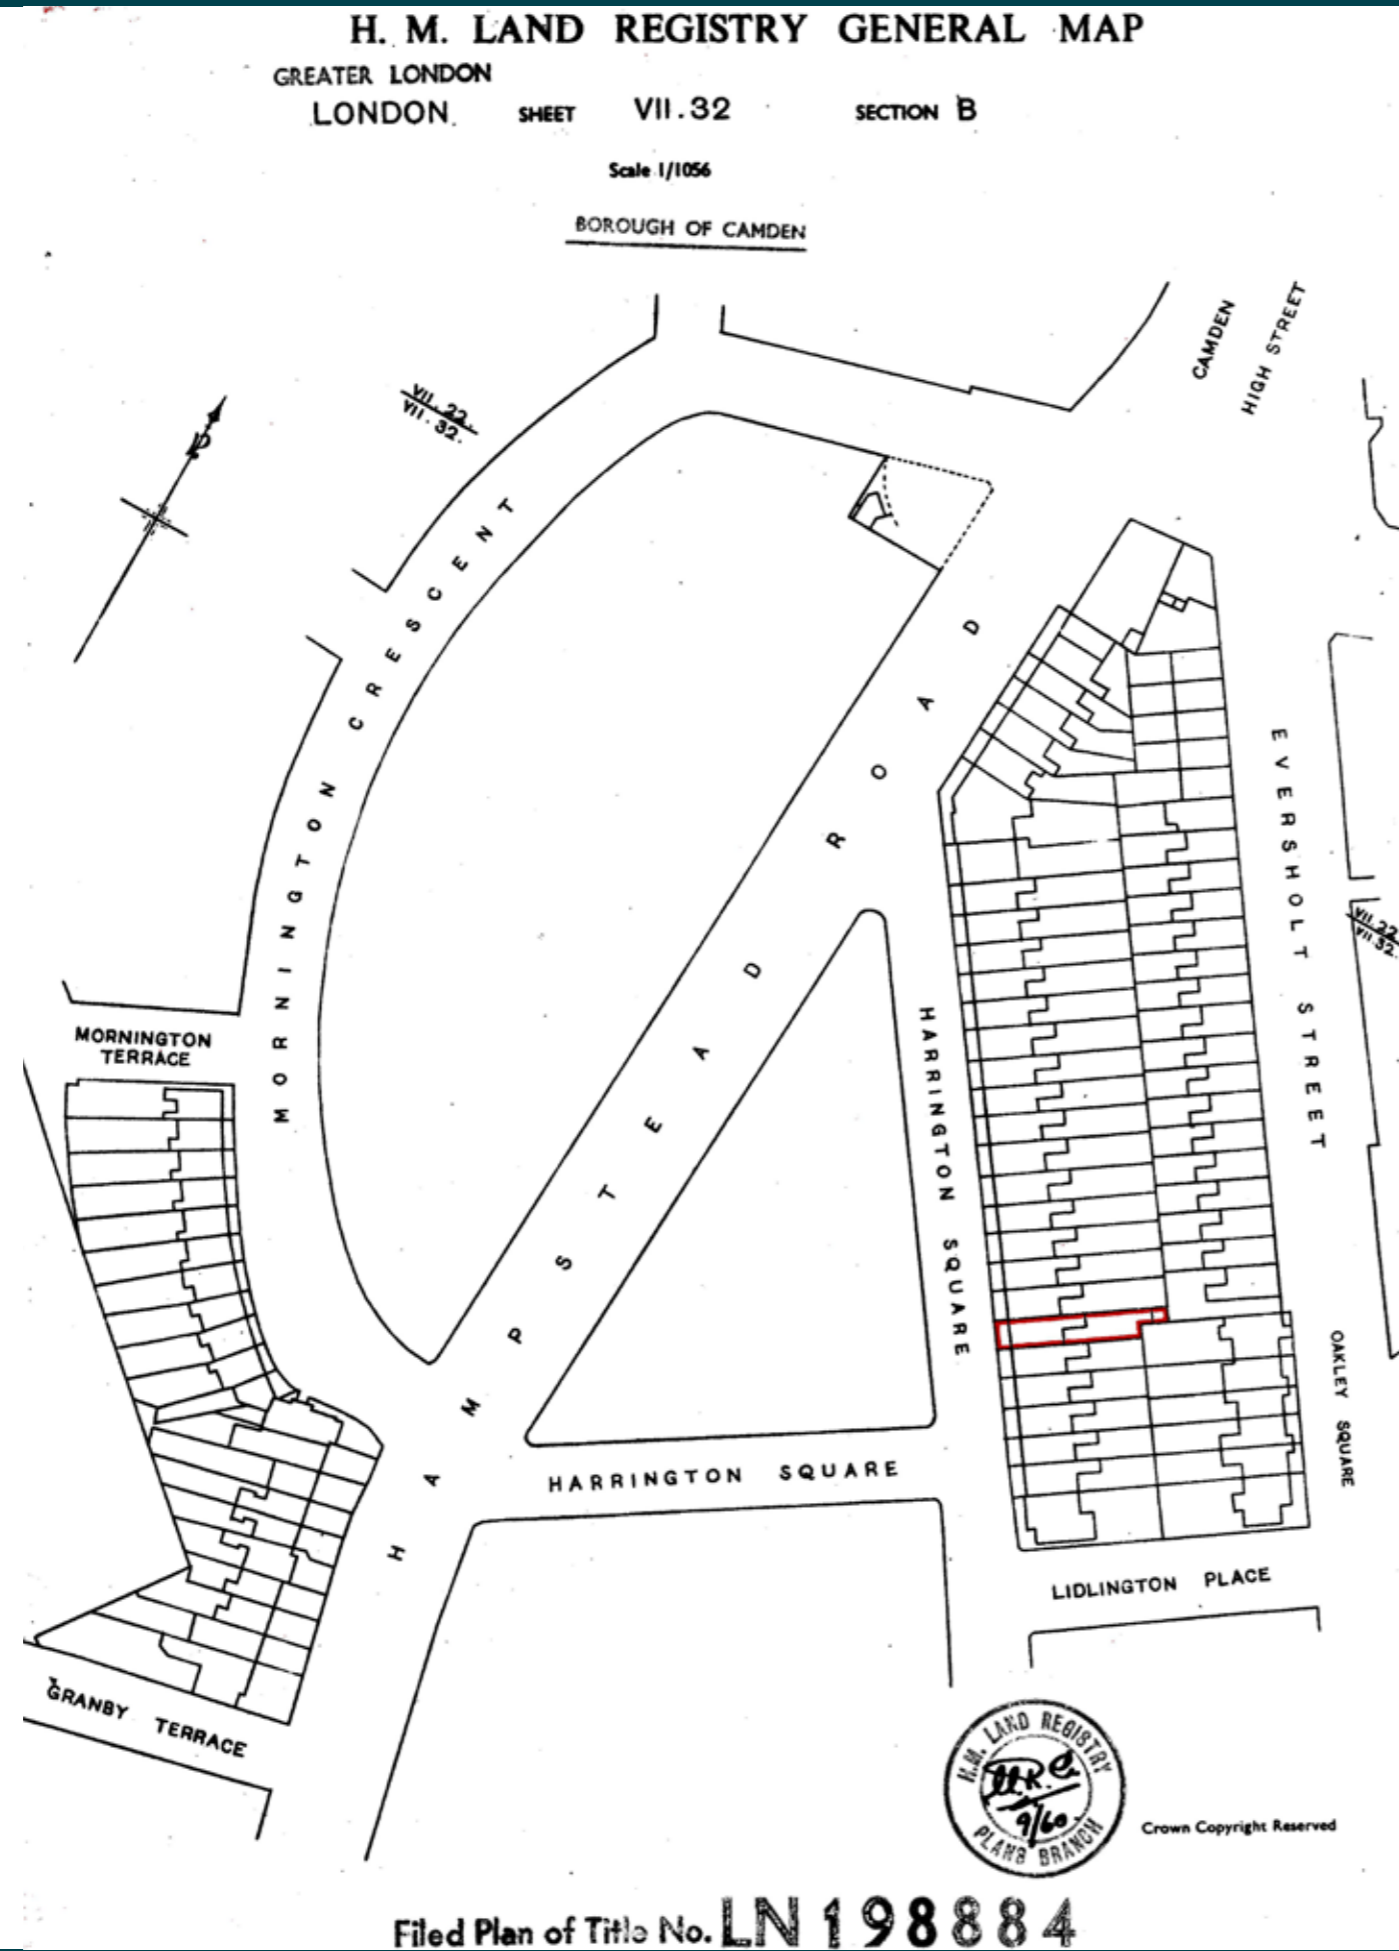 H. M. LAND REGISTRY GENERAL MAP
GREATER LONDON
LONDON. SHEET VII.32 SECTION B
Scale 1/1056
BOROUGH OF CAMDEN
CAMDEN
HIGH STREET
VII. 22.
VII. 32.
MORNINGTON CRESCENT
HAMPSTEAD ROAD
EVERSHOLT STREET
VII.22
VII.32.
MORNINGTON
TERRACE
HARRINGTON SQUARE
OAKLEY SQUARE
HARRINGTON SQUARE
LIDLINGTON PLACE
GRANBY TERRACE
H.M. LAND REGISTRY
9/60.
PLANS BRANCH
Crown Copyright Reserved
Filed Plan of Title No. LN 198884